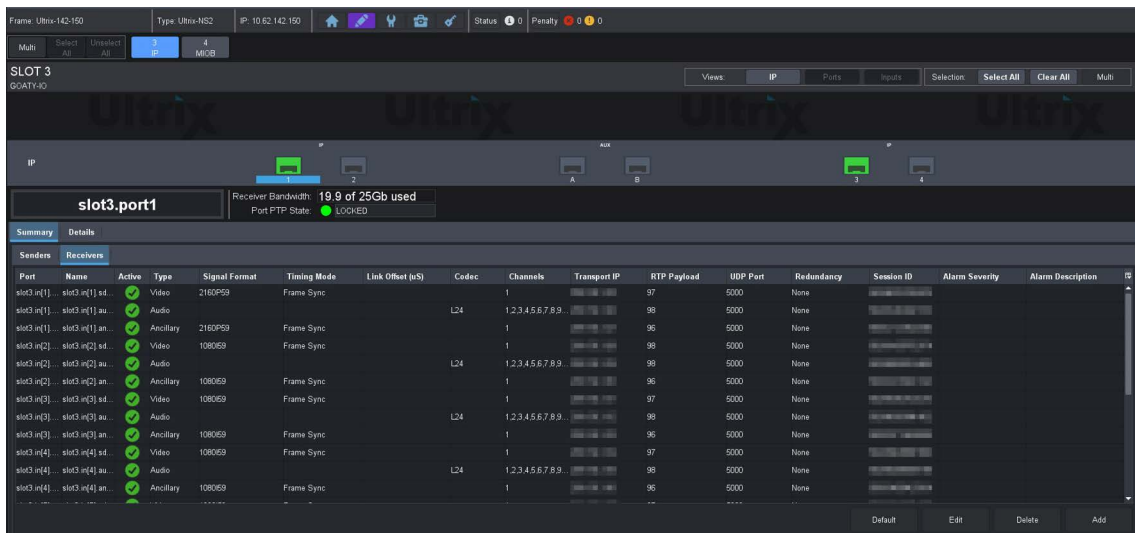 Frame: Ultrix-142-150 Type: Ultrix-NS2 IP: 10.62.142.150 Status 0 Penalty 0 0
Multi Select All Unselect All 3 IP 4 MIOB
SLOT 3 Views: IP Ports Inputs Selection: Select All Clear All Multi
GOATY-IO
Ultrix Ultrix Ultrix Ultrix
IP AUX IP
IP
1 2 A B 3 4
slot3.port1 Receiver Bandwidth: 19.9 of 25Gb used
Port PTP State: LOCKED
Summary Details
Senders Receivers
Port Name Active Type Signal Format Timing Mode Link Offset (uS) Codec Channels Transport IP RTP Payload UDP Port Redundancy Session ID Alarm Severity Alarm Description
slot3.in[1].... slot3.in[1].sd... Video 2160P59 Frame Sync 1 97 5000 None
slot3.in[1].... slot3.in[1].au... Audio L24 1,2,3,4,5,6,7,8,9... 98 5000 None
slot3.in[1].... slot3.in[1].an... Ancillary 2160P59 Frame Sync 1 96 5000 None
slot3.in[2].... slot3.in[2].sd... Video 1080I59 Frame Sync 1 98 5000 None
slot3.in[2].... slot3.in[2].au... Audio L24 1,2,3,4,5,6,7,8,9... 98 5000 None
slot3.in[2].... slot3.in[2].an... Ancillary 1080I59 Frame Sync 1 96 5000 None
slot3.in[3].... slot3.in[3].sd... Video 1080I59 Frame Sync 1 97 5000 None
slot3.in[3].... slot3.in[3].au... Audio L24 1,2,3,4,5,6,7,8,9... 98 5000 None
slot3.in[3].... slot3.in[3].an... Ancillary 1080I59 Frame Sync 1 96 5000 None
slot3.in[4].... slot3.in[4].sd... Video 1080I59 Frame Sync 1 97 5000 None
slot3.in[4].... slot3.in[4].au... Audio L24 1,2,3,4,5,6,7,8,9... 98 5000 None
slot3.in[4].... slot3.in[4].an... Ancillary 1080I59 Frame Sync 1 96 5000 None
Default Edit Delete Add